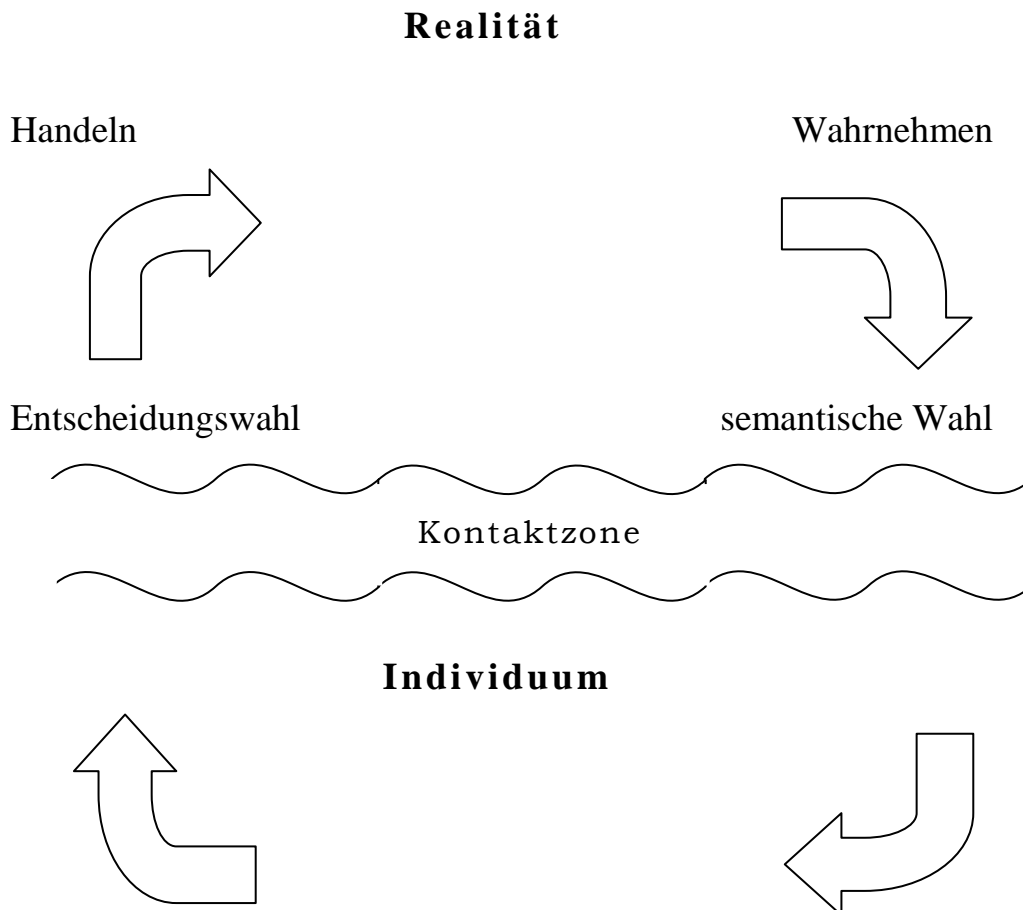 Realität
Handeln Wahrnehmen
Entscheidungswahl semantische Wahl
Kontaktzone
Individuum